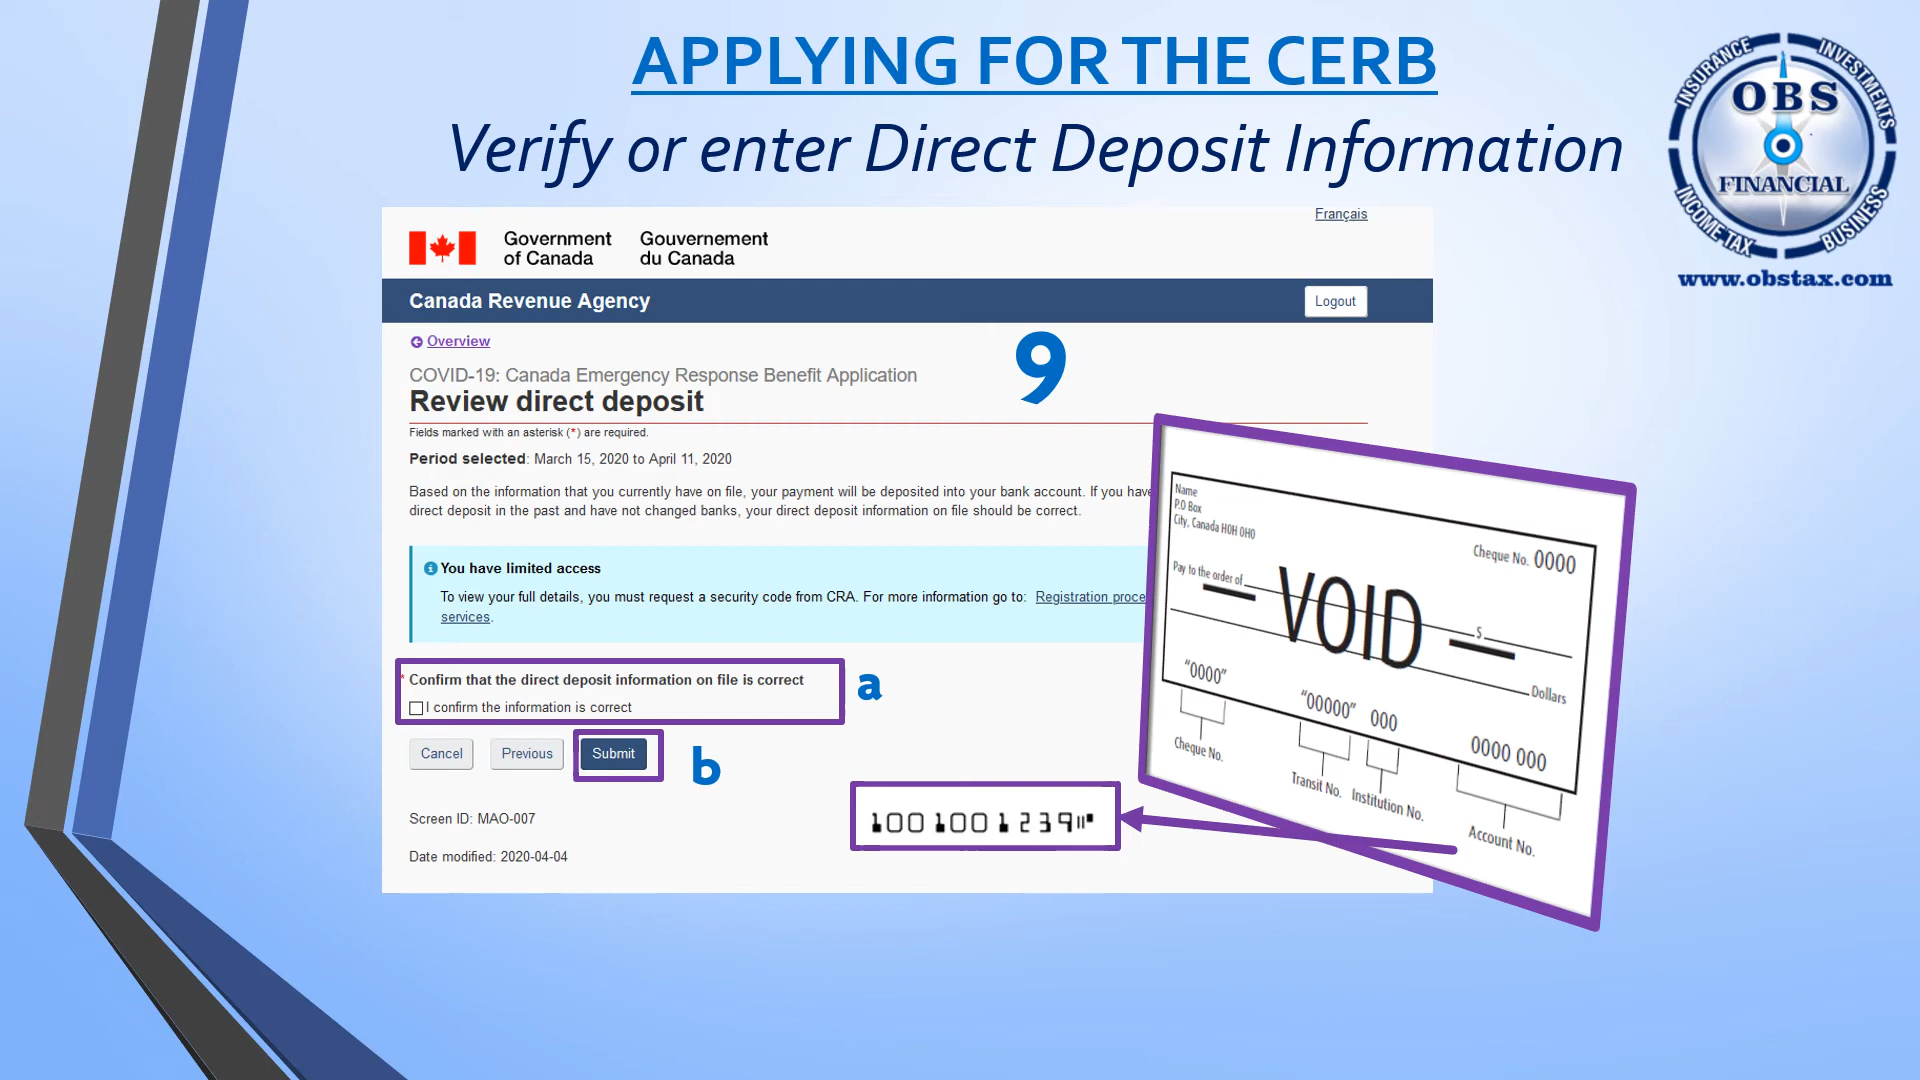 APPLYING FOR THE CERB
Verify or enter Direct Deposit Information
INSURANCE
INVESTMENTS
OBS
FINANCIAL
INCOME TAX
BUSINESS
www.obstax.com
Français
Government of Canada
Gouvernement du Canada
Canada Revenue Agency
Logout
Overview
9
COVID-19: Canada Emergency Response Benefit Application
Review direct deposit
Fields marked with an asterisk (*) are required.
Period selected: March 15, 2020 to April 11, 2020
Based on the information that you currently have on file, your payment will be deposited into your bank account. If you have
direct deposit in the past and have not changed banks, your direct deposit information on file should be correct.
You have limited access
To view your full details, you must request a security code from CRA. For more information go to: Registration proce
services.
* Confirm that the direct deposit information on file is correct
I confirm the information is correct
a
Cancel
Previous
Submit
b
Screen ID: MAO-007
Date modified: 2020-04-04
1001001239
Name
P.O Box
City, Canada H0H 0H0
Cheque No. 0000
Pay to the order of
VOID
$
Dollars
"0000"
"00000" 000
0000 000
Cheque No.
Transit No.
Institution No.
Account No.